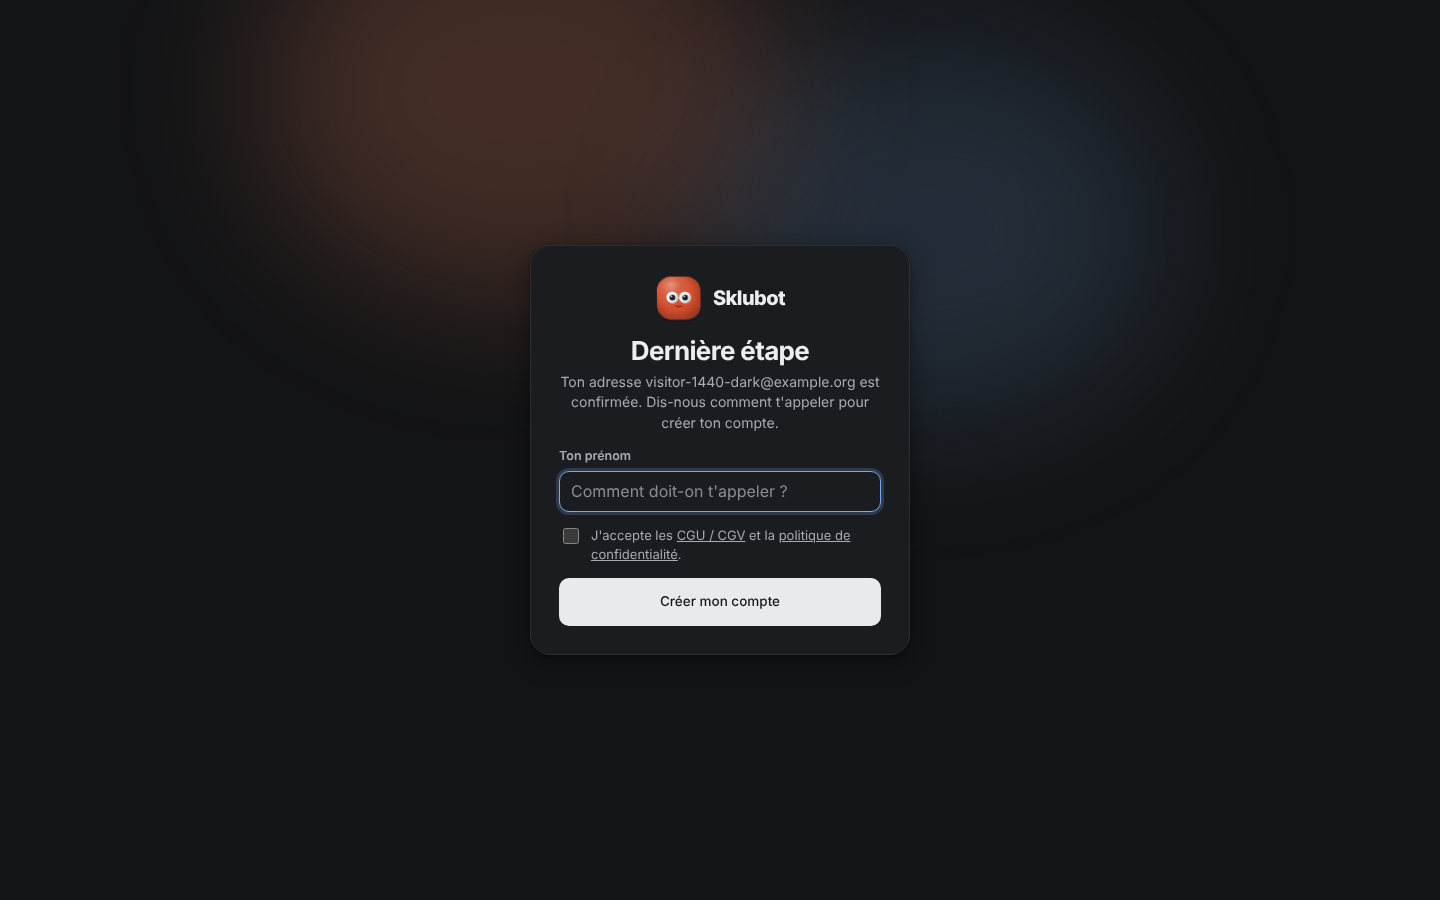 Sklubot
Dernière étape
Ton adresse visitor-1440-dark@example.org est
confirmée. Dis-nous comment t'appeler pour
créer ton compte.
Ton prénom
Comment doit-on t'appeler ?
J'accepte les CGU / CGV et la politique de
confidentialité.
Créer mon compte